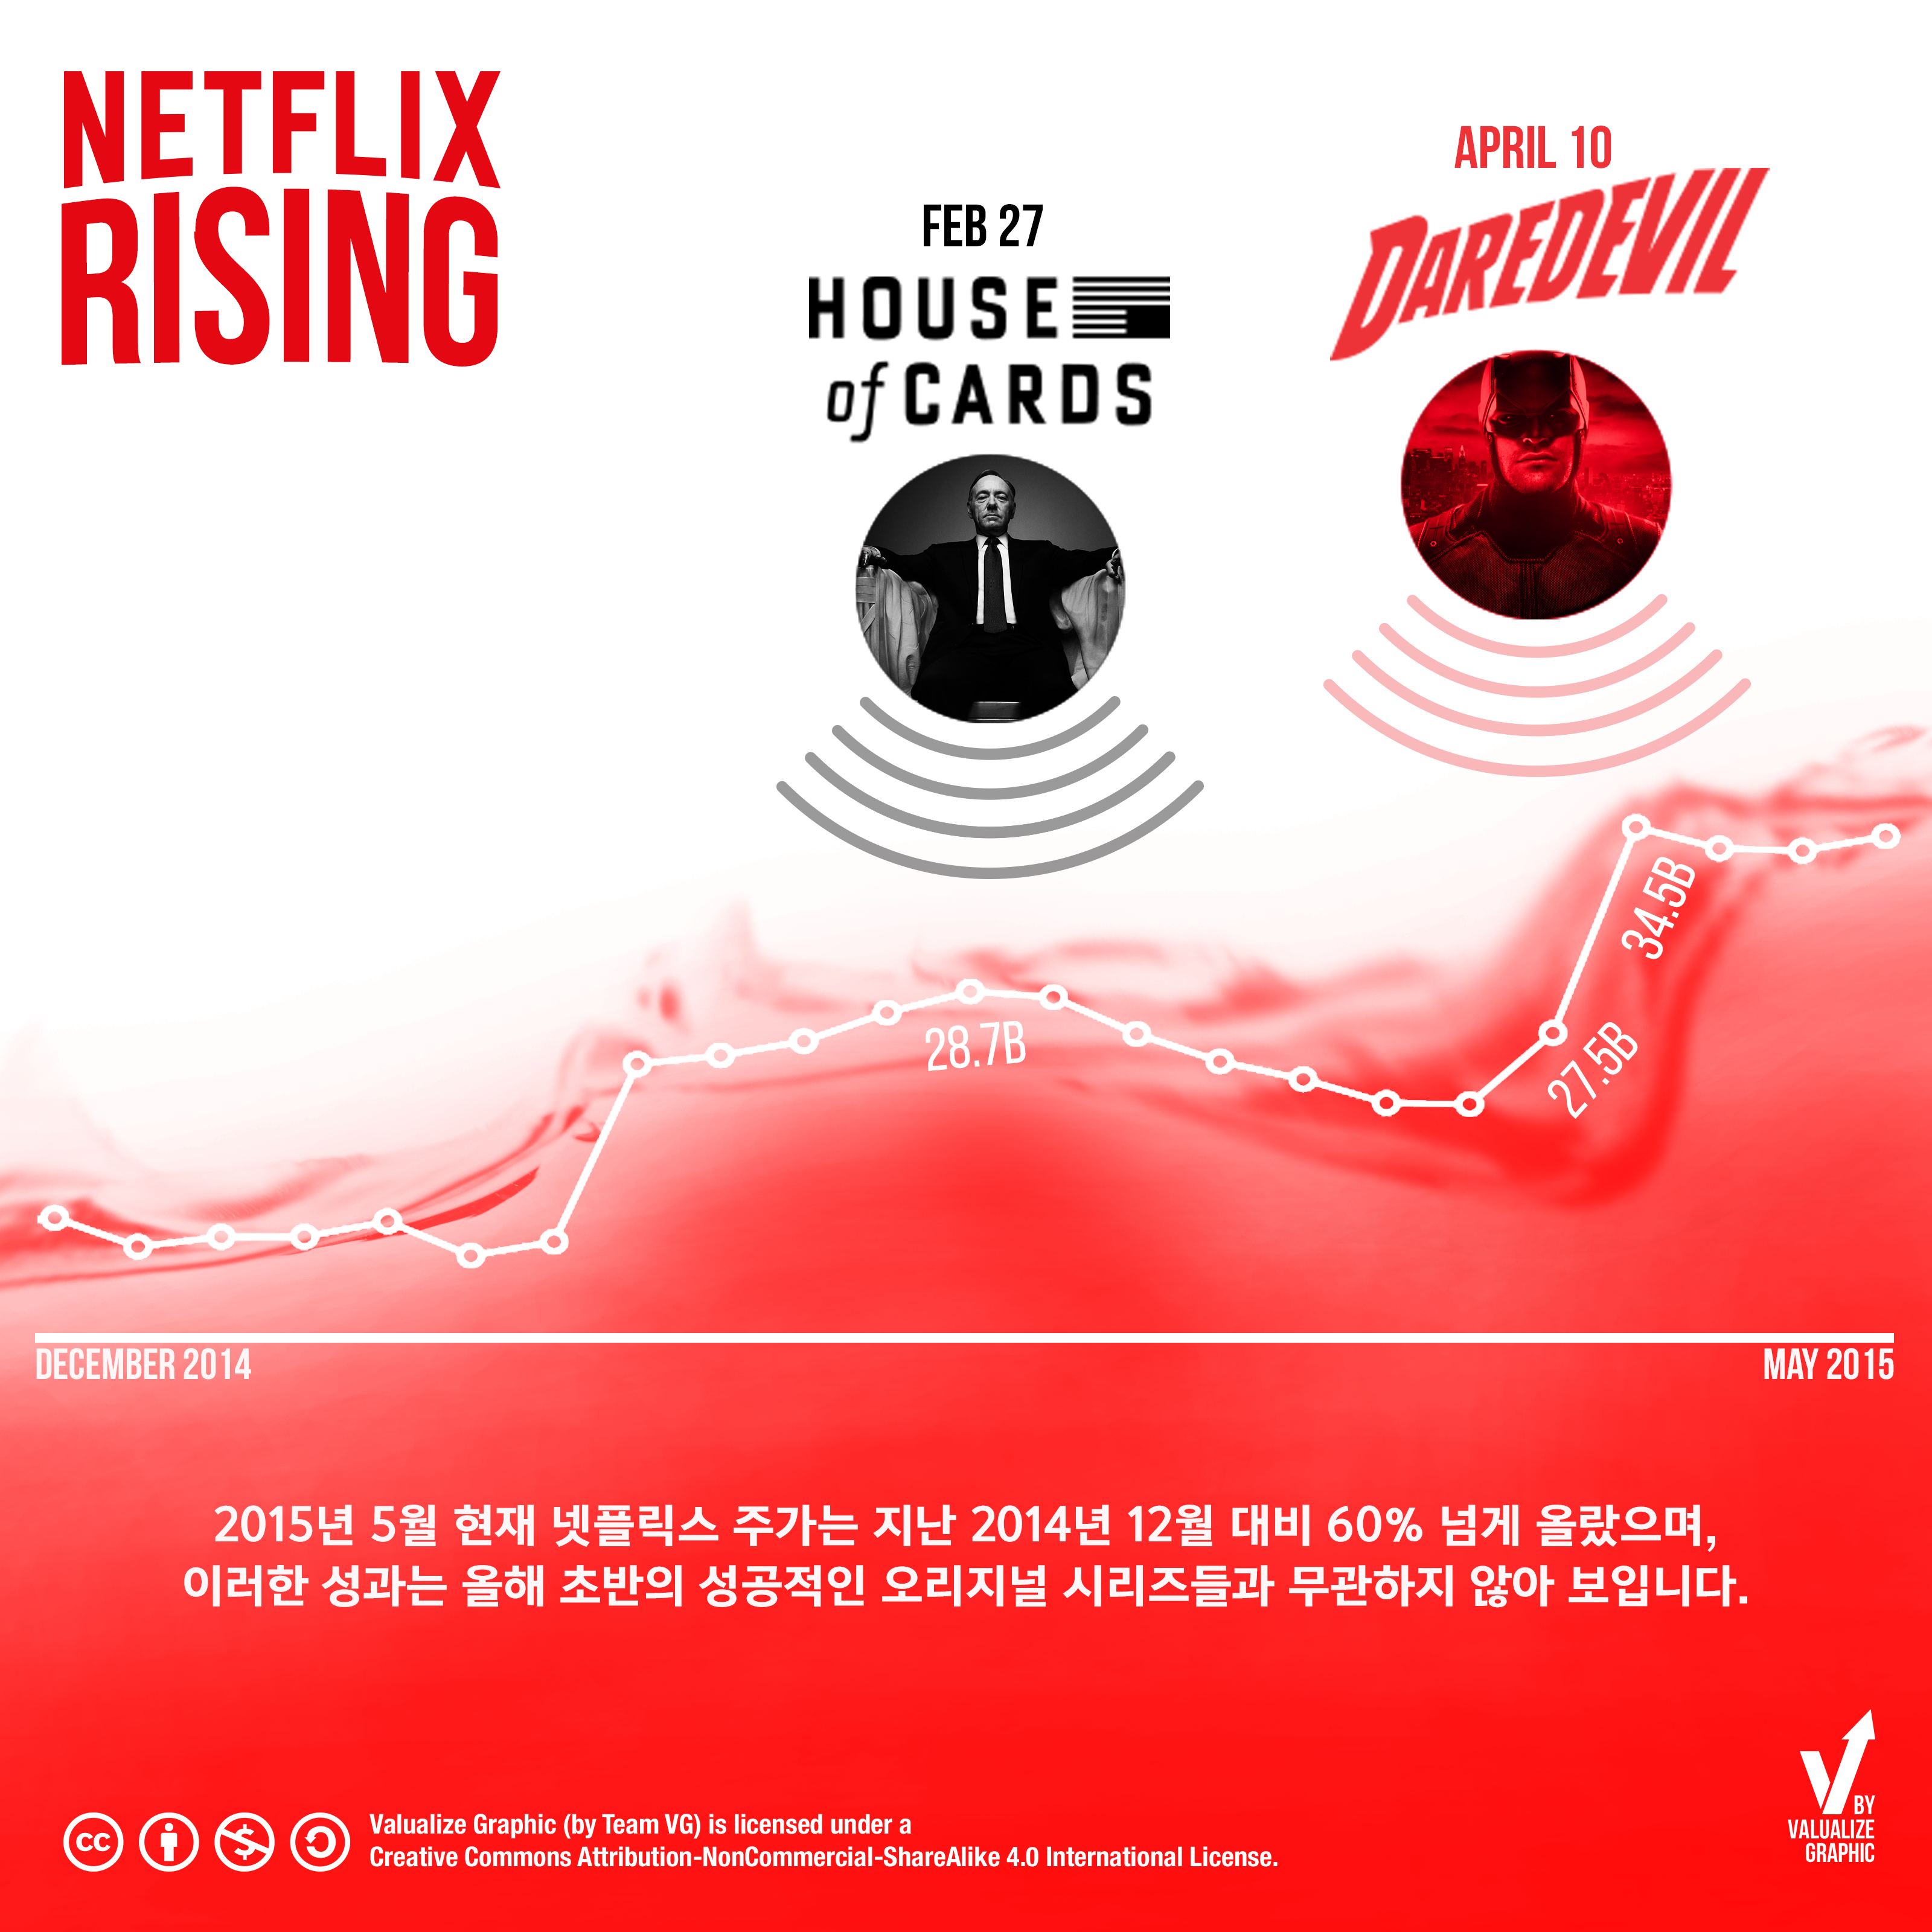 NETFLIX
RISING
FEB 27
HOUSE
of CARDS
APRIL 10
DAREDEVIL
28.7B
27.5B
34.5B
DECEMBER 2014
MAY 2015
2015년 5월 현재 넷플릭스 주가는 지난 2014년 12월 대비 60% 넘게 올랐으며,
이러한 성과는 올해 초반의 성공적인 오리지널 시리즈들과 무관하지 않아 보입니다.
cc
Valualize Graphic (by Team VG) is licensed under a
Creative Commons Attribution-NonCommercial-ShareAlike 4.0 International License.
BY
VALUALIZE
GRAPHIC